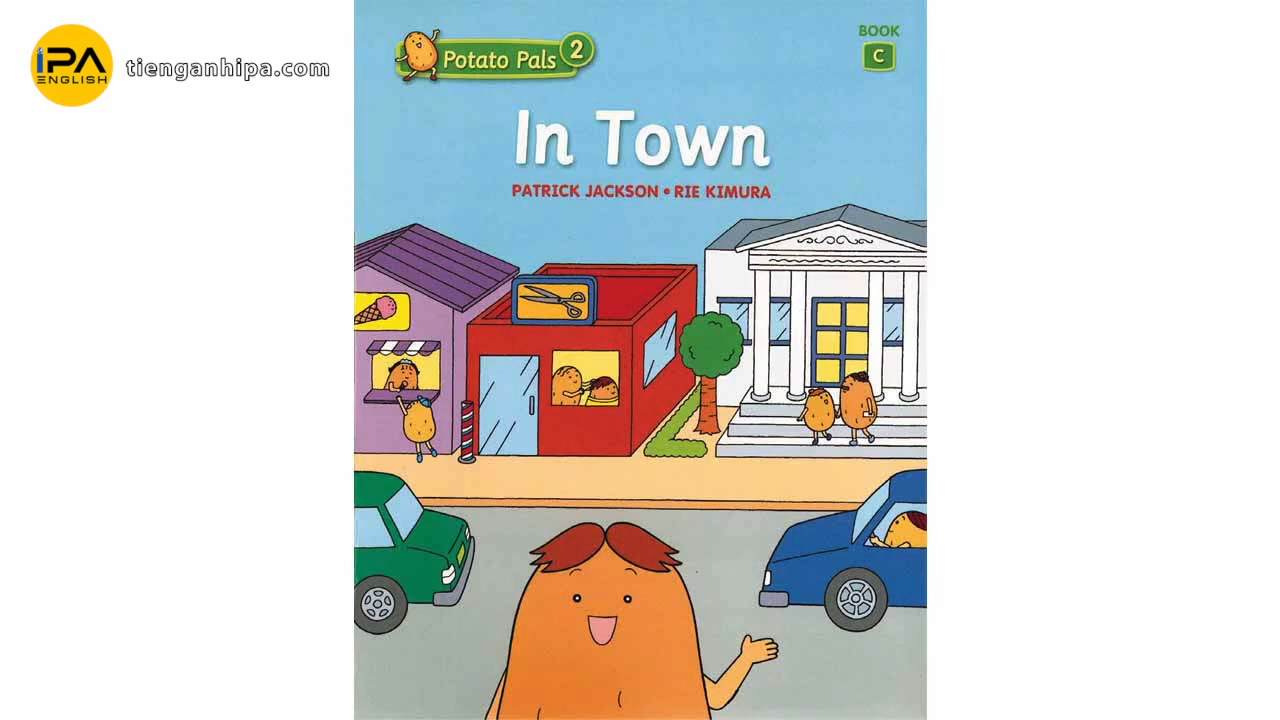 iPA
ENGLISH
tienganhipa.com
Potato Pals 2
BOOK
C
In Town
PATRICK JACKSON • RIE KIMURA